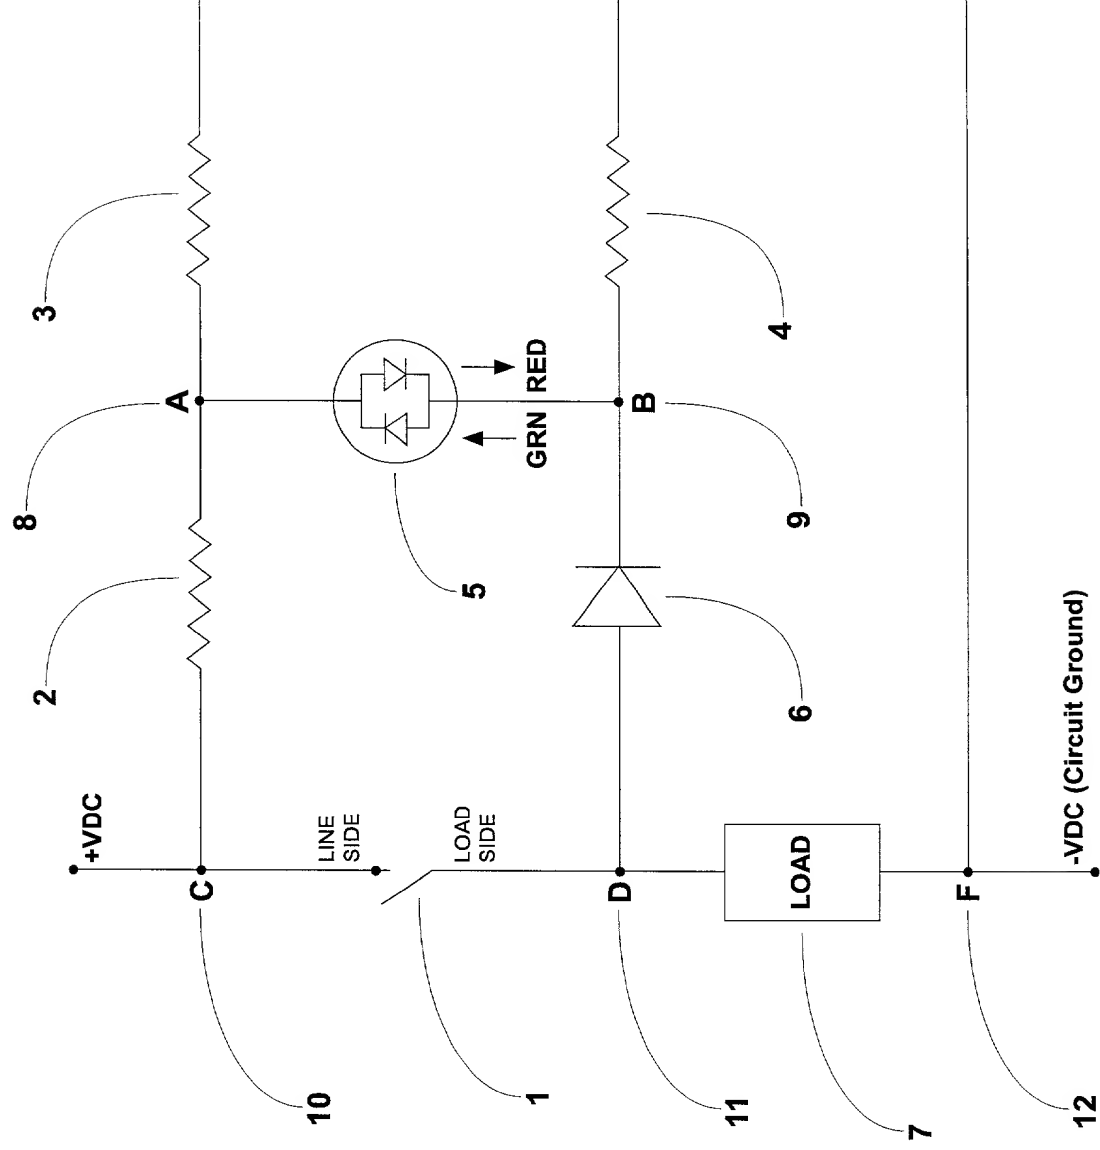 3
4
A
8
GRN RED
B
9
2
5
6
+VDC
LINE
SIDE
LOAD
SIDE
C
D
LOAD
F
-VDC (Circuit Ground)
10
1
11
7
12